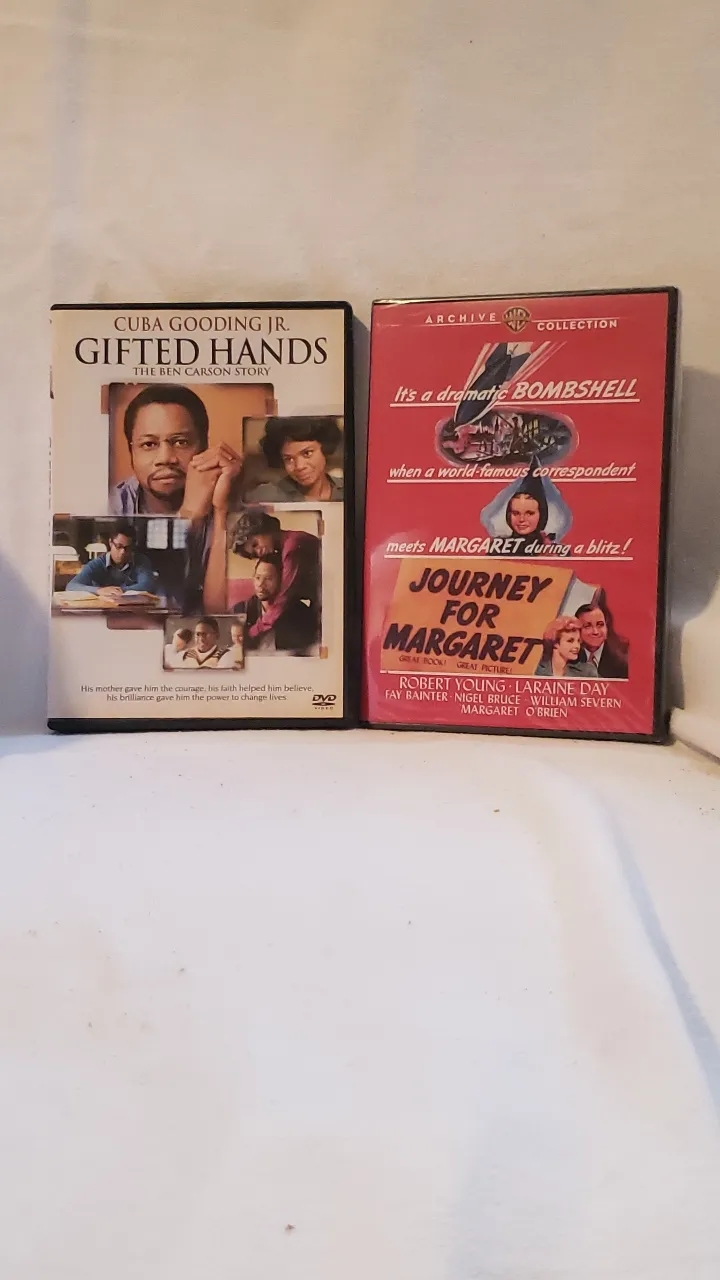 CUBA GOODING JR.
GIFTED HANDS
THE BEN CARSON STORY
His mother gave him the courage, his faith helped him believe,
his brilliance gave him the power to change lives.
DVD
VIDEO
ARCHIVE WB COLLECTION
It's a dramatic BOMBSHELL
when a world-famous correspondent
meets MARGARET during a blitz!
JOURNEY
FOR
MARGARET
GREAT BOOK! GREAT PICTURE!
ROBERT YOUNG · LARAINE DAY
FAY BAINTER · NIGEL BRUCE · WILLIAM SEVERN
MARGARET O'BRIEN